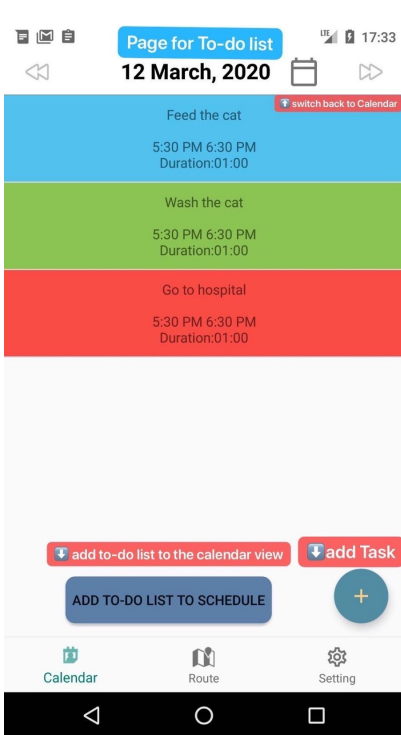 Page for To-do list
LTE 17:33
12 March, 2020
switch back to Calendar
Feed the cat
5:30 PM 6:30 PM
Duration:01:00
Wash the cat
5:30 PM 6:30 PM
Duration:01:00
Go to hospital
5:30 PM 6:30 PM
Duration:01:00
add to-do list to the calendar view
add Task
ADD TO-DO LIST TO SCHEDULE
+
Calendar
Route
Setting